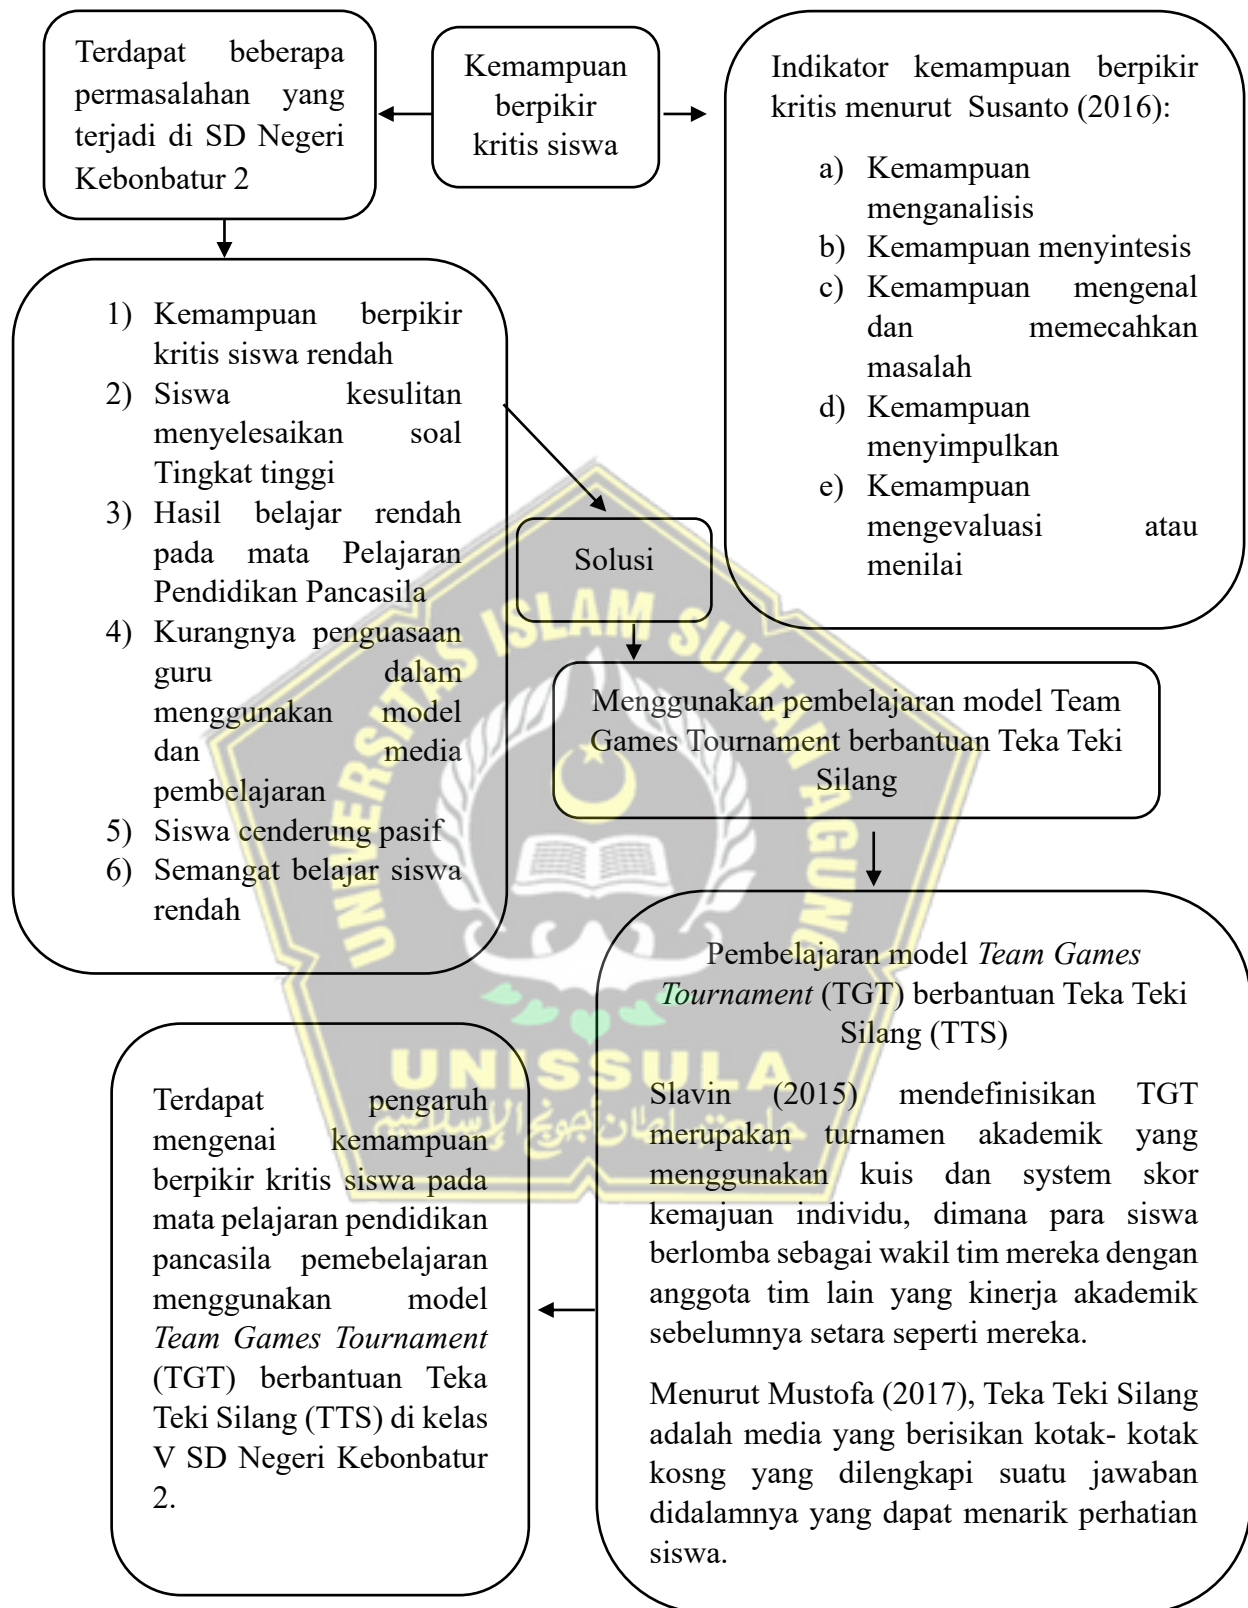 Terdapat beberapa
permasalahan yang
terjadi di SD Negeri
Kebonbatur 2
Kemampuan
berpikir
kritis siswa
Indikator kemampuan berpikir
kritis menurut Susanto (2016):
a) Kemampuan
menganalisis
b) Kemampuan menyintesis
c) Kemampuan mengenal
dan memecahkan
masalah
d) Kemampuan
menyimpulkan
e) Kemampuan
mengevaluasi atau
menilai
1) Kemampuan berpikir
kritis siswa rendah
2) Siswa kesulitan
menyelesaikan soal
Tingkat tinggi
3) Hasil belajar rendah
pada mata Pelajaran
Pendidikan Pancasila
4) Kurangnya penguasaan
guru dalam
menggunakan model
dan media
pembelajaran
5) Siswa cenderung pasif
6) Semangat belajar siswa
rendah
Solusi
Menggunakan pembelajaran model Team
Games Tournament berbantuan Teka Teki
Silang
Pembelajaran model Team Games
Tournament (TGT) berbantuan Teka Teki
Silang (TTS)
Slavin (2015) mendefinisikan TGT
merupakan turnamen akademik yang
menggunakan kuis dan system skor
kemajuan individu, dimana para siswa
berlomba sebagai wakil tim mereka dengan
anggota tim lain yang kinerja akademik
sebelumnya setara seperti mereka.
Menurut Mustofa (2017), Teka Teki Silang
adalah media yang berisikan kotak- kotak
kosng yang dilengkapi suatu jawaban
didalamnya yang dapat menarik perhatian
siswa.
Terdapat pengaruh
mengenai kemampuan
berpikir kritis siswa pada
mata pelajaran pendidikan
pancasila pemebelajaran
menggunakan model
Team Games Tournament
(TGT) berbantuan Teka
Teki Silang (TTS) di kelas
V SD Negeri Kebonbatur
2.
UNIVERSITAS ISLAM SULTAN AGUNG
UNISSULA